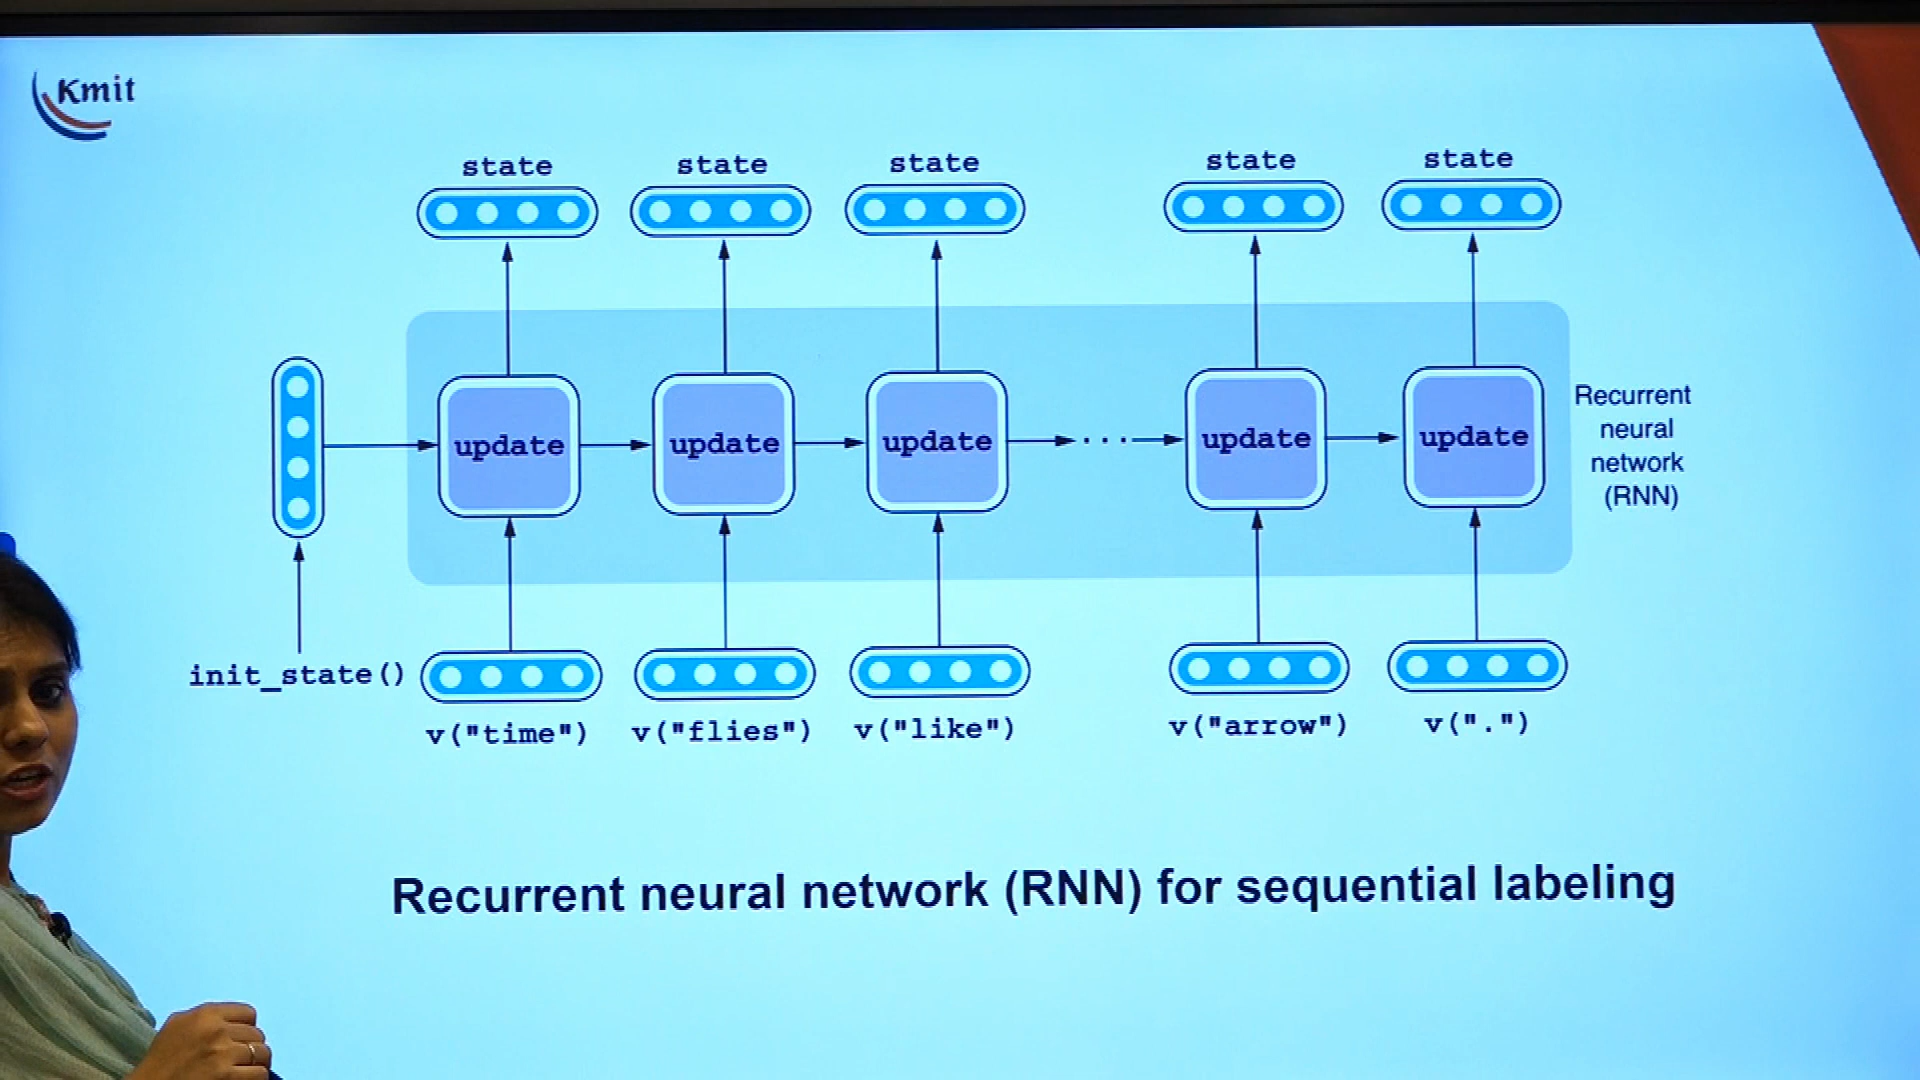 Kmit
state state state state state
update update update ... update update
Recurrent
neural
network
(RNN)
init_state()
v("time") v("flies") v("like") v("arrow") v(".")
Recurrent neural network (RNN) for sequential labeling